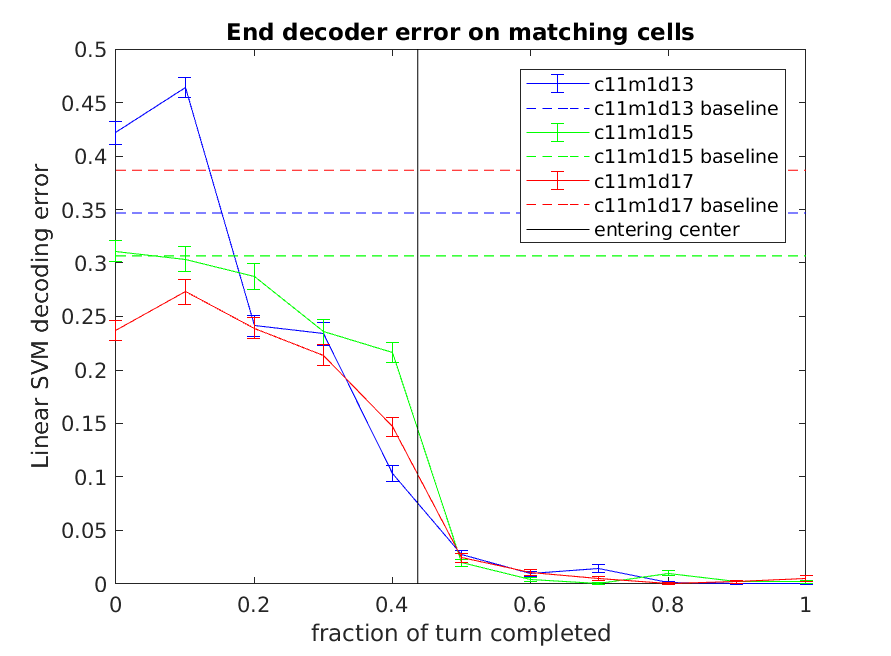 End decoder error on matching cells
0.5
0.45
0.4
0.35
0.3
0.25
0.2
0.15
0.1
0.05
0
Linear SVM decoding error
c11m1d13
c11m1d13 baseline
c11m1d15
c11m1d15 baseline
c11m1d17
c11m1d17 baseline
entering center
0 0.2 0.4 0.6 0.8 1
fraction of turn completed